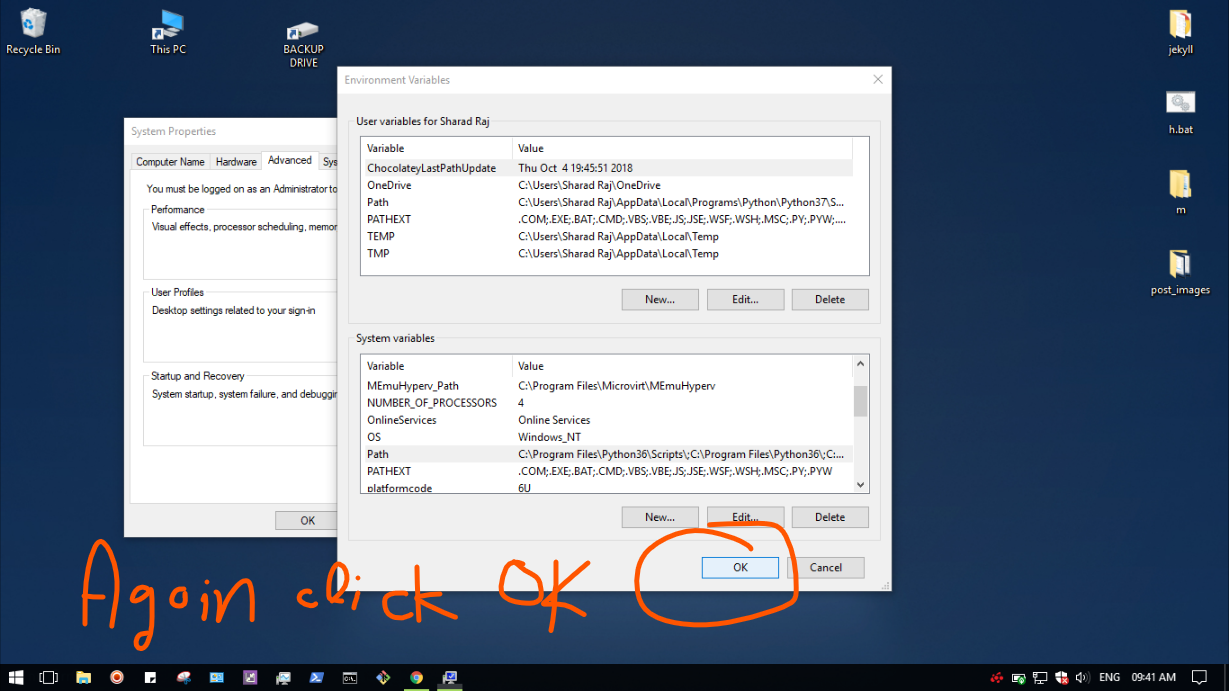 Recycle Bin
This PC
BACKUP
DRIVE
jekyll
h.bat
m
post_images
System Properties
Computer Name Hardware Advanced Sys
You must be logged on as an Administrator to
Performance
Visual effects, processor scheduling, memor
User Profiles
Desktop settings related to your sign-in
Startup and Recovery
System startup, system failure, and debuggin
OK
Environment Variables
User variables for Sharad Raj
Variable Value
ChocolateyLastPathUpdate Thu Oct 4 19:45:51 2018
OneDrive C:\Users\Sharad Raj\OneDrive
Path C:\Users\Sharad Raj\AppData\Local\Programs\Python\Python37\S...
PATHEXT .COM;.EXE;.BAT;.CMD;.VBS;.VBE;.JS;.JSE;.WSF;.WSH;.MSC;.PY;.PYW;....
TEMP C:\Users\Sharad Raj\AppData\Local\Temp
TMP C:\Users\Sharad Raj\AppData\Local\Temp
New... Edit... Delete
System variables
Variable Value
MEmuHyperv_Path C:\Program Files\Microvirt\MEmuHyperv
NUMBER_OF_PROCESSORS 4
OnlineServices Online Services
OS Windows_NT
Path C:\Program Files\Python36\Scripts\;C:\Program Files\Python36\;C:...
PATHEXT .COM;.EXE;.BAT;.CMD;.VBS;.VBE;.JS;.JSE;.WSF;.WSH;.MSC;.PY;.PYW
platformcode 6U
New... Edit... Delete
OK Cancel
Again click OK
ENG 09:41 AM